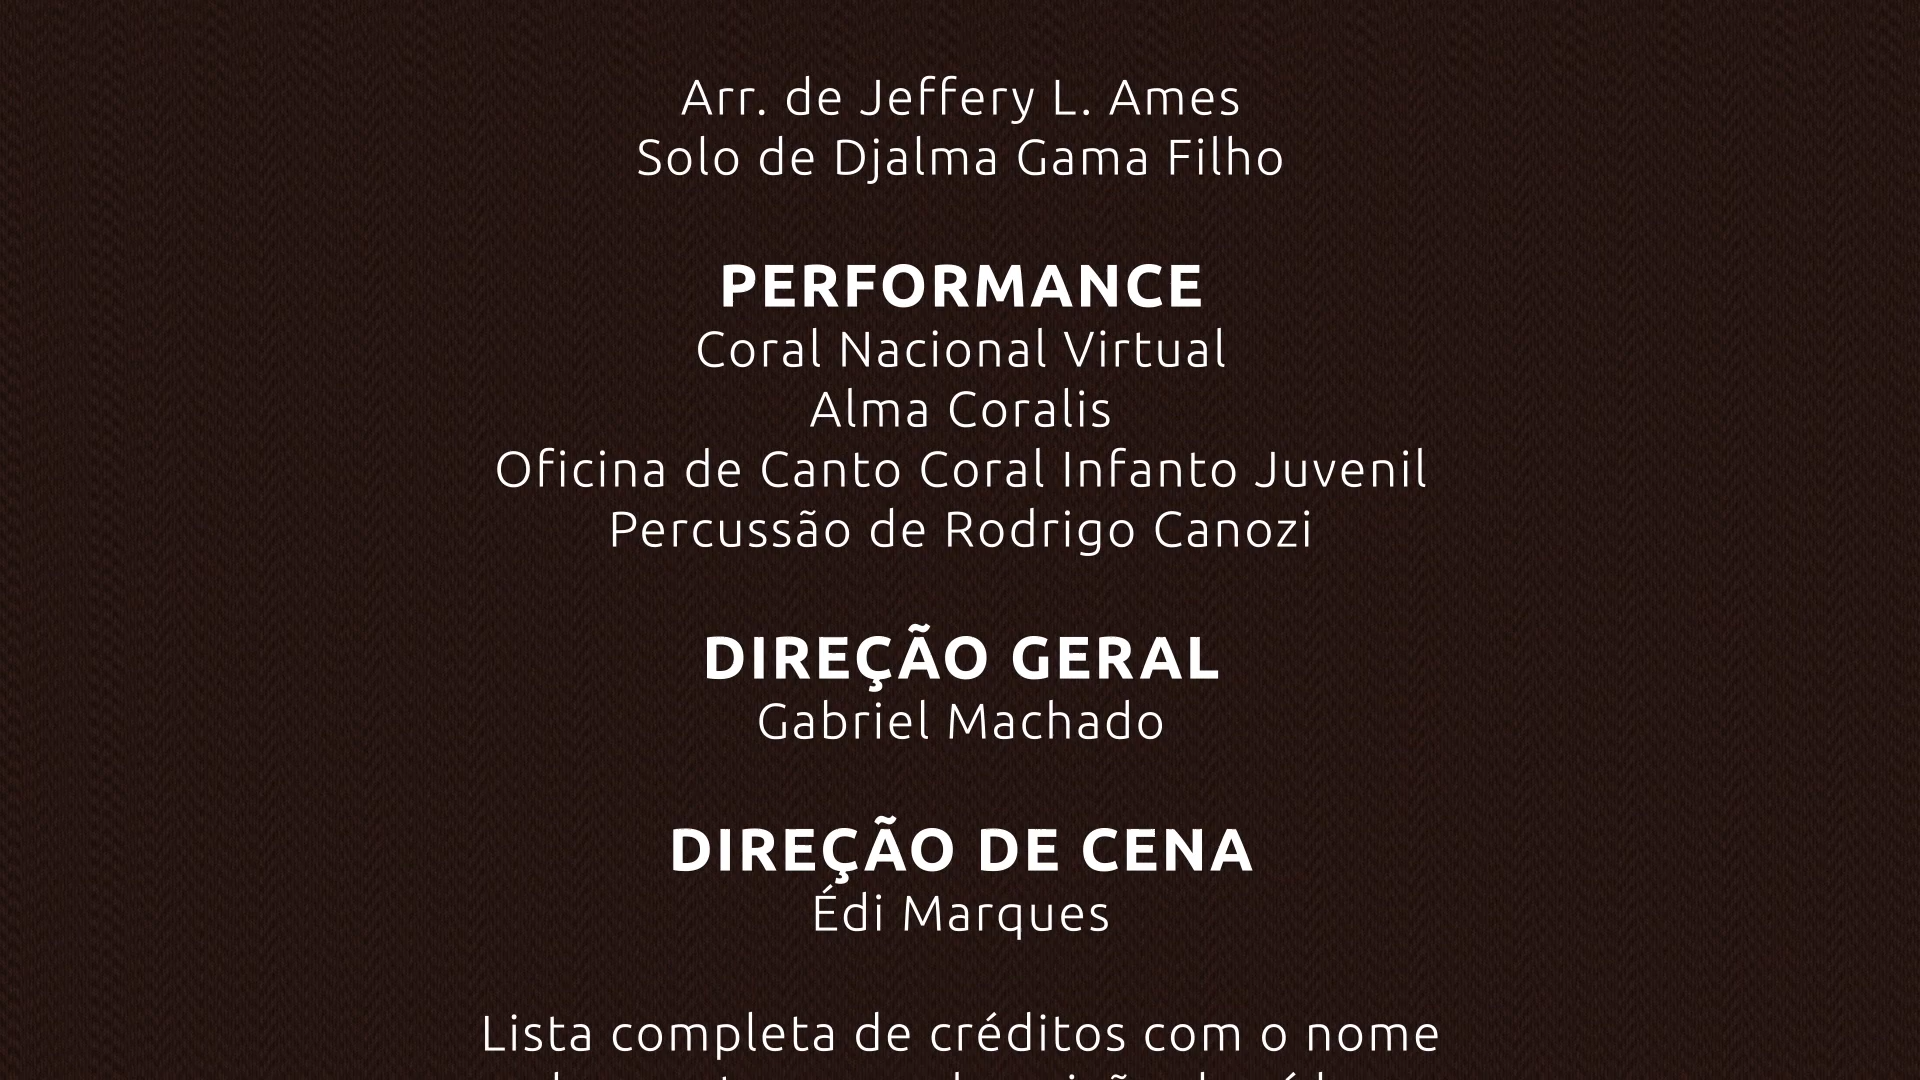 Arr. de Jeffery L. Ames
Solo de Djalma Gama Filho
PERFORMANCE
Coral Nacional Virtual
Alma Coralis
Oficina de Canto Coral Infanto Juvenil
Percussão de Rodrigo Canozi
DIREÇÃO GERAL
Gabriel Machado
DIREÇÃO DE CENA
Édi Marques
Lista completa de créditos com o nome